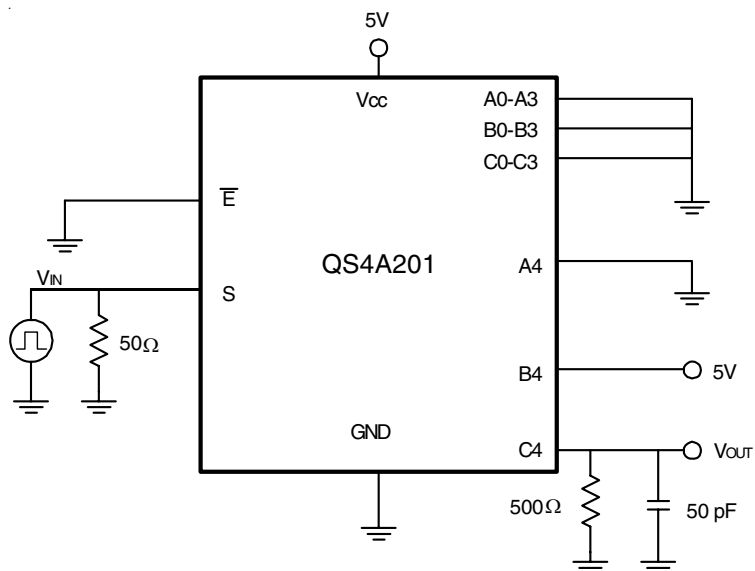 5V
Vcc
A0-A3
B0-B3
C0-C3
E
QS4A201
A4
VIN
S
50Ω
B4
5V
GND
C4
VOUT
500Ω
50 pF